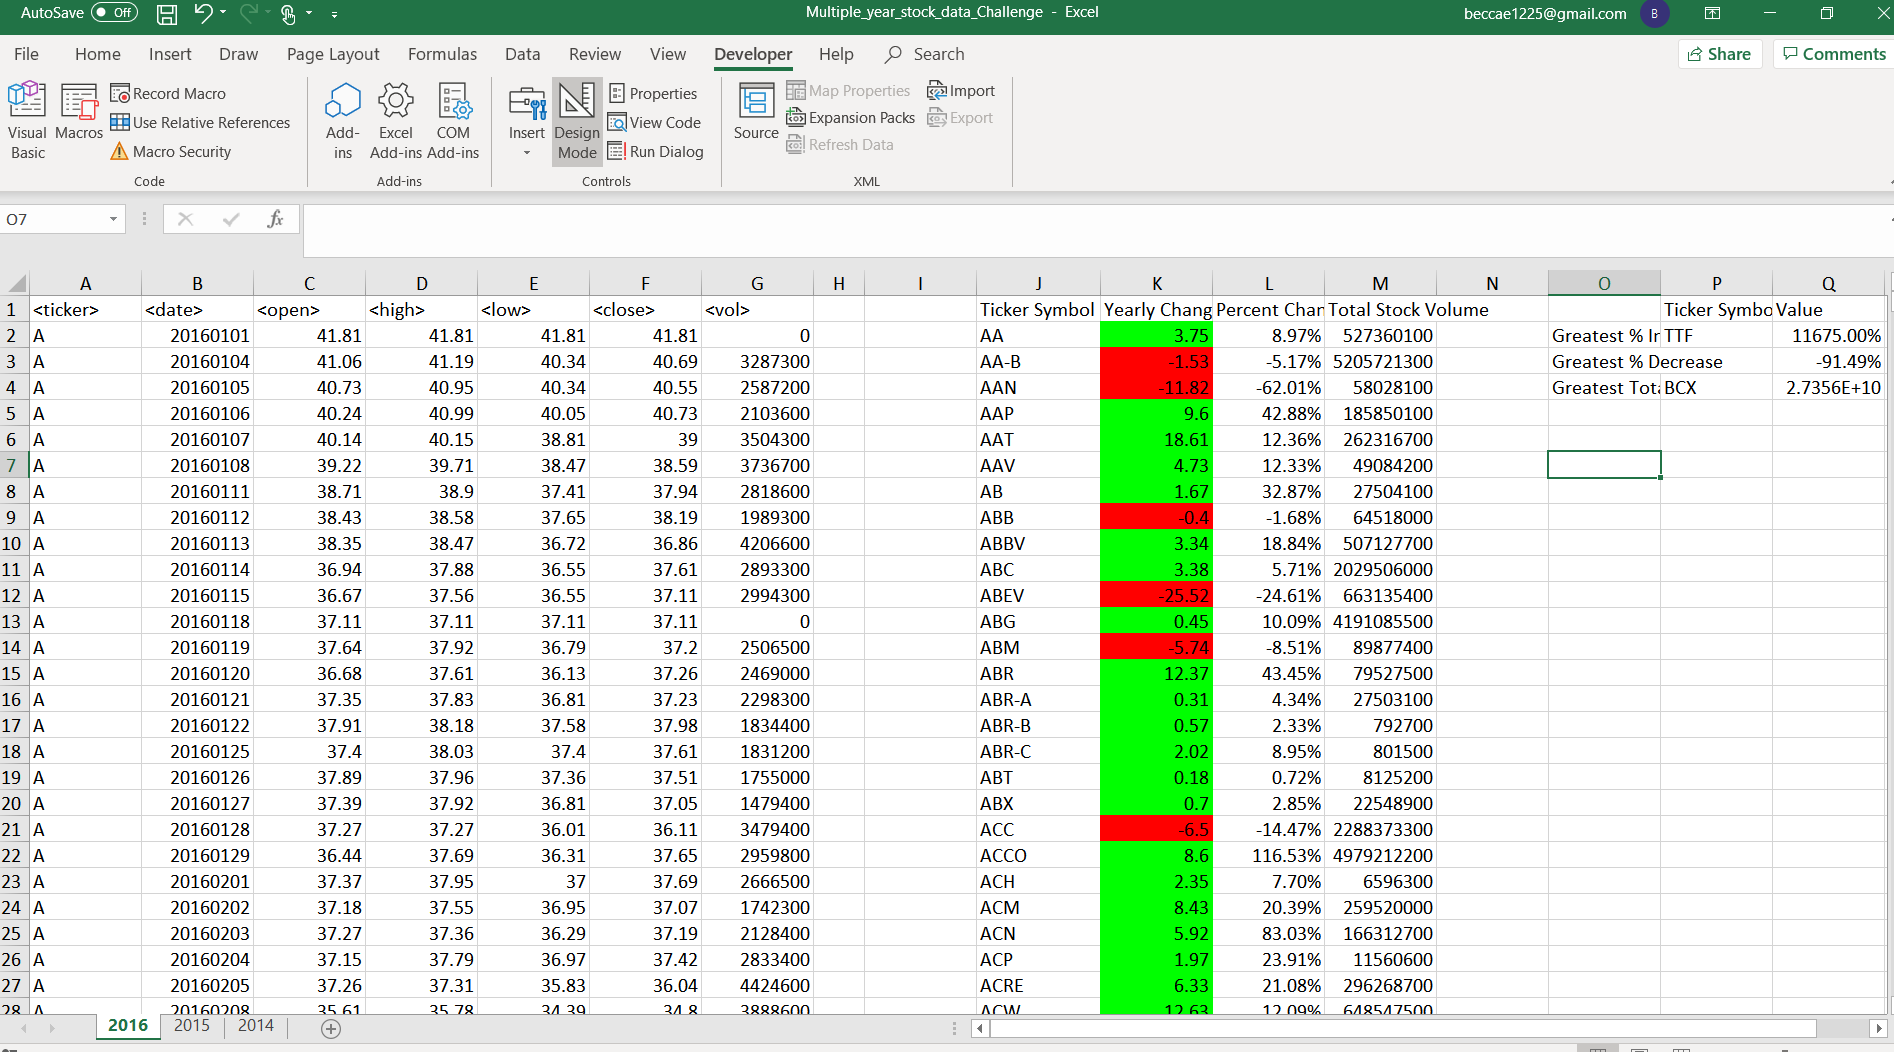 AutoSave Off Multiple_year_stock_data_Challenge - Excel beccae1225@gmail.com B
File Home Insert Draw Page Layout Formulas Data Review View Developer Help Search Share Comments
Visual Basic Macros Record Macro Use Relative References Macro Security
Add-ins Excel Add-ins COM Add-ins
Insert Design Mode Properties View Code Run Dialog
Source Map Properties Expansion Packs Refresh Data Import Export
Code Add-ins Controls XML
O7 fx
A B C D E F G H I J K L M N O P Q
1 <ticker> <date> <open> <high> <low> <close> <vol> Ticker Symbol Yearly Chang Percent Char Total Stock Volume Ticker Symbo Value
2 A 20160101 41.81 41.81 41.81 41.81 0 AA 3.75 8.97% 527360100 Greatest % Ir TTF 11675.00%
3 A 20160104 41.06 41.19 40.34 40.69 3287300 AA-B -1.53 -5.17% 5205721300 Greatest % Decrease -91.49%
4 A 20160105 40.73 40.95 40.34 40.55 2587200 AAN -11.82 -62.01% 58028100 Greatest Tota BCX 2.7356E+10
5 A 20160106 40.24 40.99 40.05 40.73 2103600 AAP 9.6 42.88% 185850100
6 A 20160107 40.14 40.15 38.81 39 3504300 AAT 18.61 12.36% 262316700
7 A 20160108 39.22 39.71 38.47 38.59 3736700 AAV 4.73 12.33% 49084200
8 A 20160111 38.71 38.9 37.41 37.94 2818600 AB 1.67 32.87% 27504100
9 A 20160112 38.43 38.58 37.65 38.19 1989300 ABB -0.4 -1.68% 64518000
10 A 20160113 38.35 38.47 36.72 36.86 4206600 ABBV 3.34 18.84% 507127700
11 A 20160114 36.94 37.88 36.55 37.61 2893300 ABC 3.38 5.71% 2029506000
12 A 20160115 36.67 37.56 36.55 37.11 2994300 ABEV -25.52 -24.61% 663135400
13 A 20160118 37.11 37.11 37.11 37.11 0 ABG 0.45 10.09% 4191085500
14 A 20160119 37.64 37.92 36.79 37.2 2506500 ABM -5.74 -8.51% 89877400
15 A 20160120 36.68 37.61 36.13 37.26 2469000 ABR 12.37 43.45% 79527500
16 A 20160121 37.35 37.83 36.81 37.23 2298300 ABR-A 0.31 4.34% 27503100
17 A 20160122 37.91 38.18 37.58 37.98 1834400 ABR-B 0.57 2.33% 792700
18 A 20160125 37.4 38.03 37.4 37.61 1831200 ABR-C 2.02 8.95% 801500
19 A 20160126 37.89 37.96 37.36 37.51 1755000 ABT 0.18 0.72% 8125200
20 A 20160127 37.39 37.92 36.81 37.05 1479400 ABX 0.7 2.85% 22548900
21 A 20160128 37.27 37.27 36.01 36.11 3479400 ACC -6.5 -14.47% 2288373300
22 A 20160129 36.44 37.69 36.31 37.65 2959800 ACCO 8.6 116.53% 4979212200
23 A 20160201 37.37 37.95 37 37.69 2666500 ACH 2.35 7.70% 6596300
24 A 20160202 37.18 37.55 36.95 37.07 1742300 ACM 8.43 20.39% 259520000
25 A 20160203 37.27 37.36 36.29 37.19 2128400 ACN 5.92 83.03% 166312700
26 A 20160204 37.15 37.79 36.97 37.42 2833400 ACP 1.97 23.91% 11560600
27 A 20160205 37.26 37.31 35.83 36.04 4424600 ACRE 6.33 21.08% 296268700
28 A 20160208 35.61 35.78 34.39 34.8 3888600 ACW 12.63 12.09% 648547500
2016 2015 2014